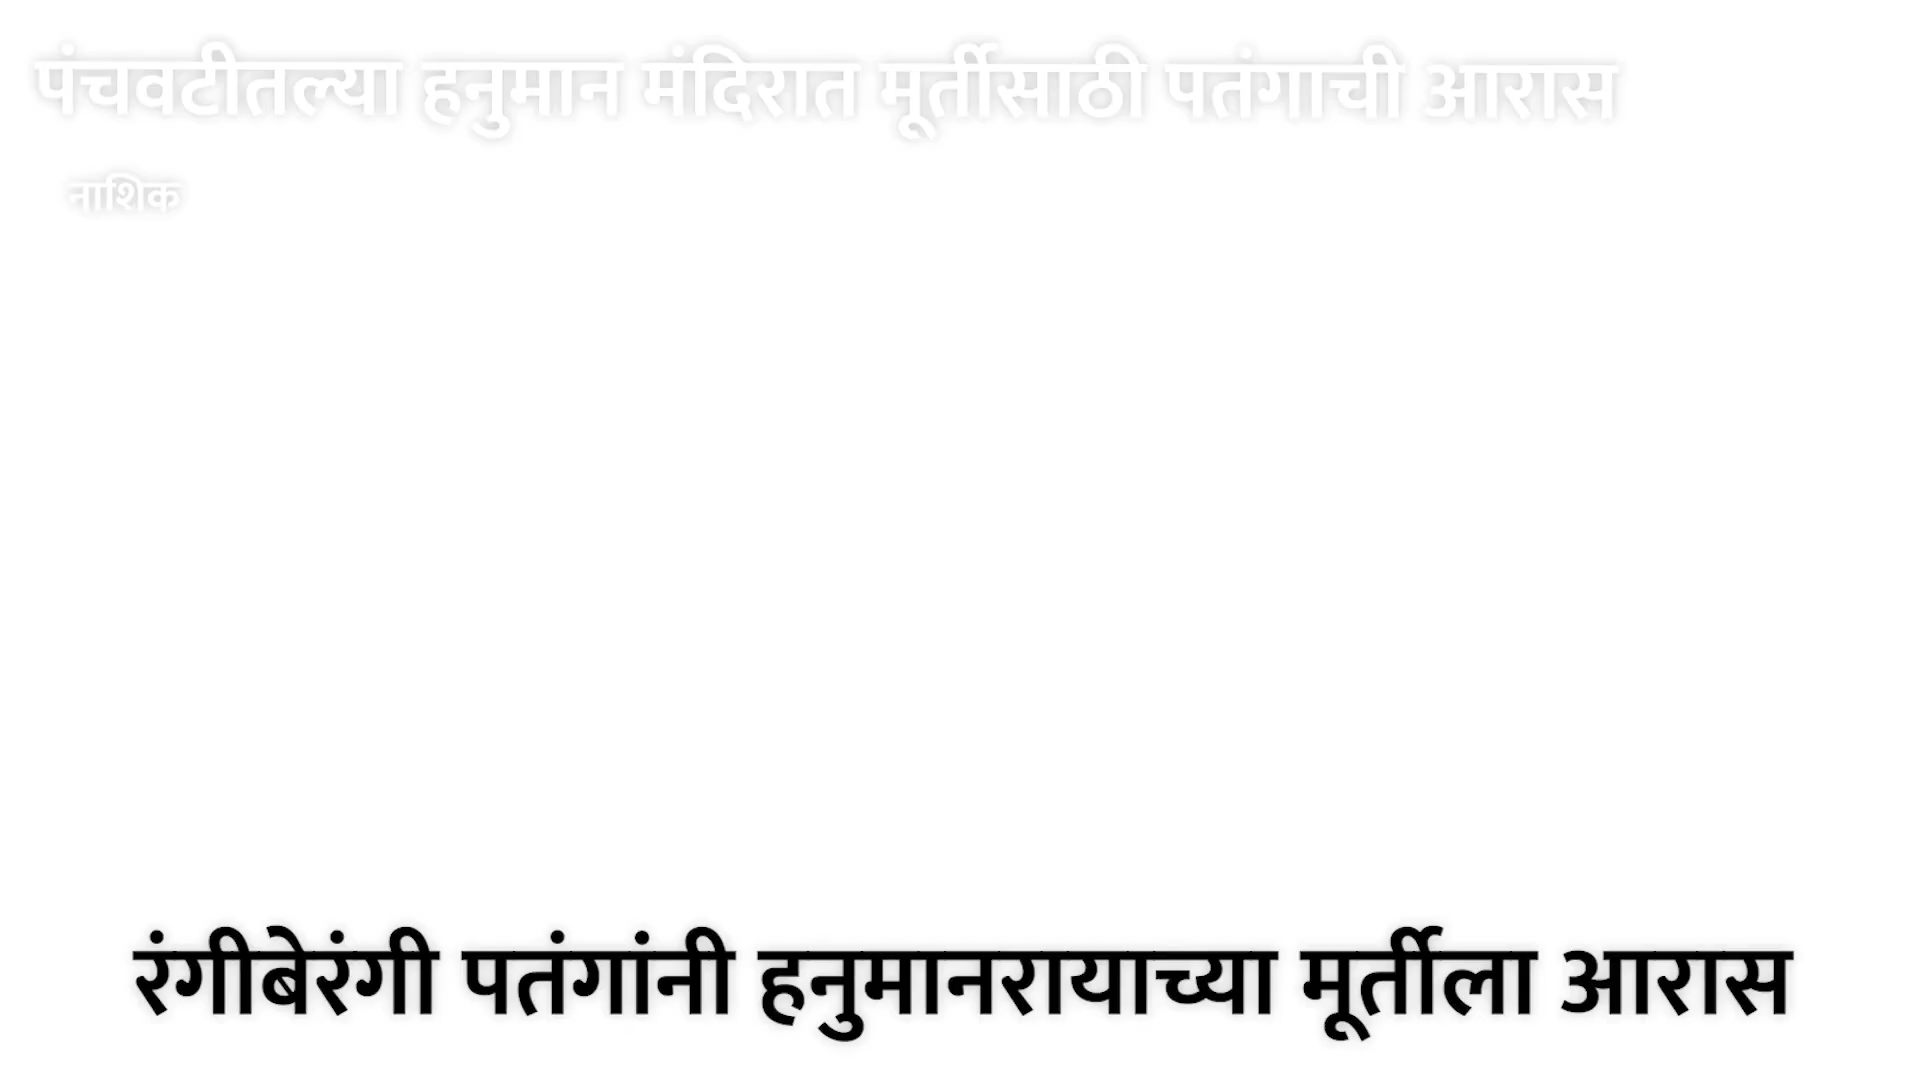 पंचवटीतल्या हनुमान मंदिरात मूर्तीसाठी पतंगाची आरास
नाशिक
रंगीबेरंगी पतंगांनी हनुमानरायाच्या मूर्तीला आरास